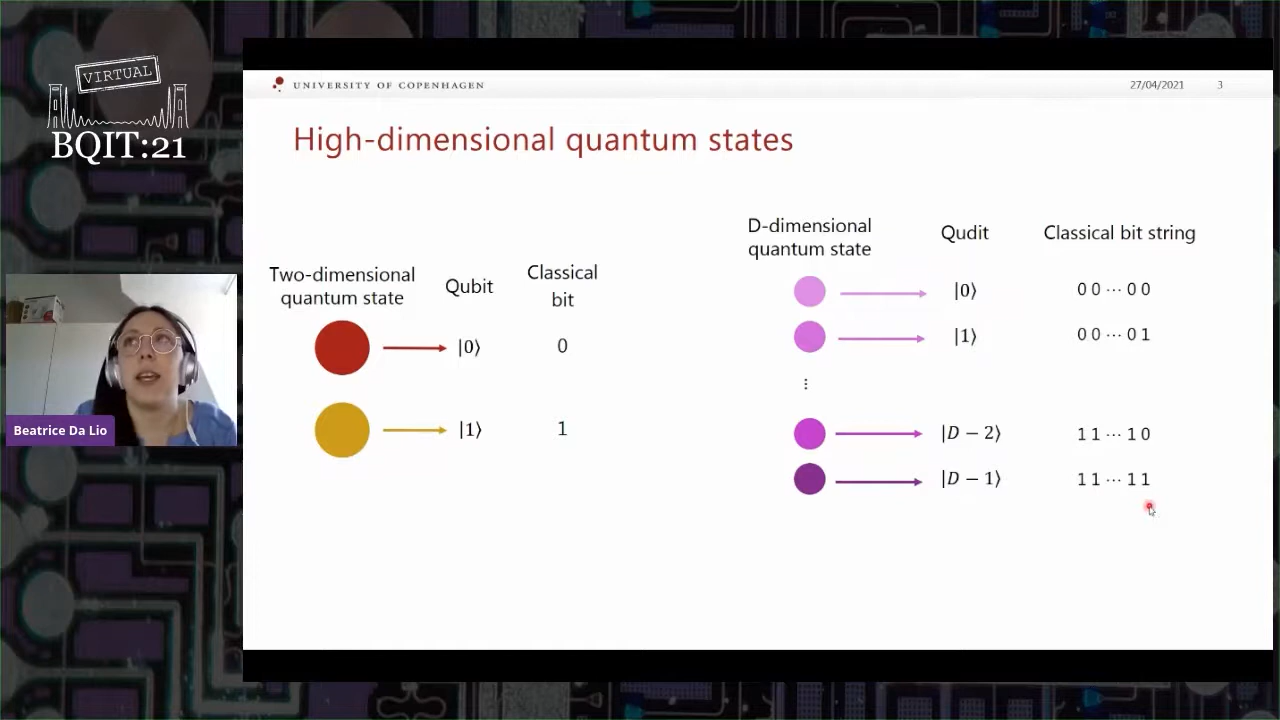 VIRTUAL
BQIT:21
UNIVERSITY OF COPENHAGEN
27/04/2021 3
High-dimensional quantum states
Two-dimensional
quantum state
Qubit
Classical
bit
|0⟩ 0
|1⟩ 1
D-dimensional
quantum state
Qudit
Classical bit string
|0⟩ 0 0 ⋯ 0 0
|1⟩ 0 0 ⋯ 0 1
⋮
|D − 2⟩ 1 1 ⋯ 1 0
|D − 1⟩ 1 1 ⋯ 1 1
Beatrice Da Lio